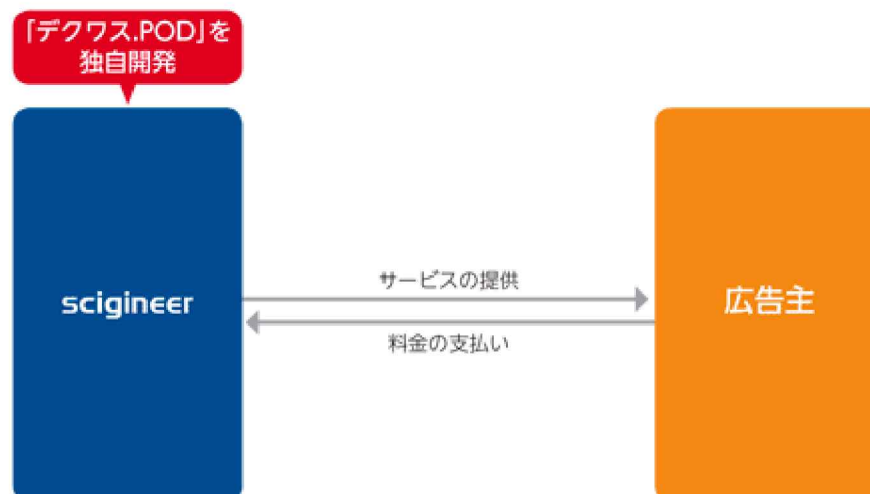 「デクワス.POD」を
独自開発
scigineer
サービスの提供
料金の支払い
広告主